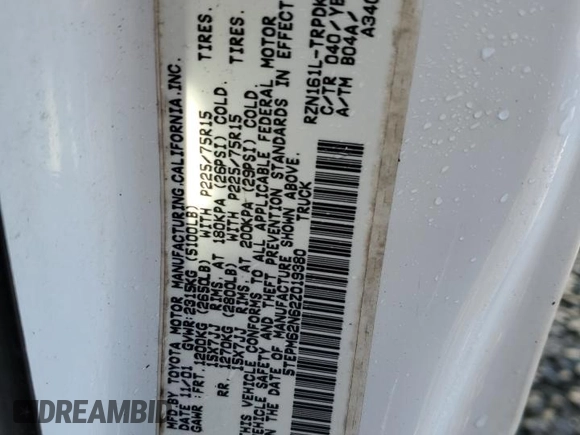 MFD BY TOYOTA MOTOR MANUFACTURING CALIFORNIA, INC.
DATE 11/01 GVWR:2315KG (5100LB)
GAWR: FRT. 1200KG (2650LB) WITH P225/75R15 TIRES.
15X7JJ RIMS. AT 180KPA (26PSI) COLD.
RR. 1270KG (2800LB) WITH P225/75R15 TIRES.
15X7JJ RIMS. AT 200KPA (29PSI) COLD.
THIS VEHICLE CONFORMS TO ALL APPLICABLE FEDERAL MOTOR
VEHICLE SAFETY AND THEFT PREVENTION STANDARDS IN EFFECT
ON THE DATE OF MANUFACTURE SHOWN ABOVE.
5TEPM62N62Z019380 TRUCK
RZN161L-TRPDK
C/TR 040/YB
A/TM B04A/
A340
DREAMBID